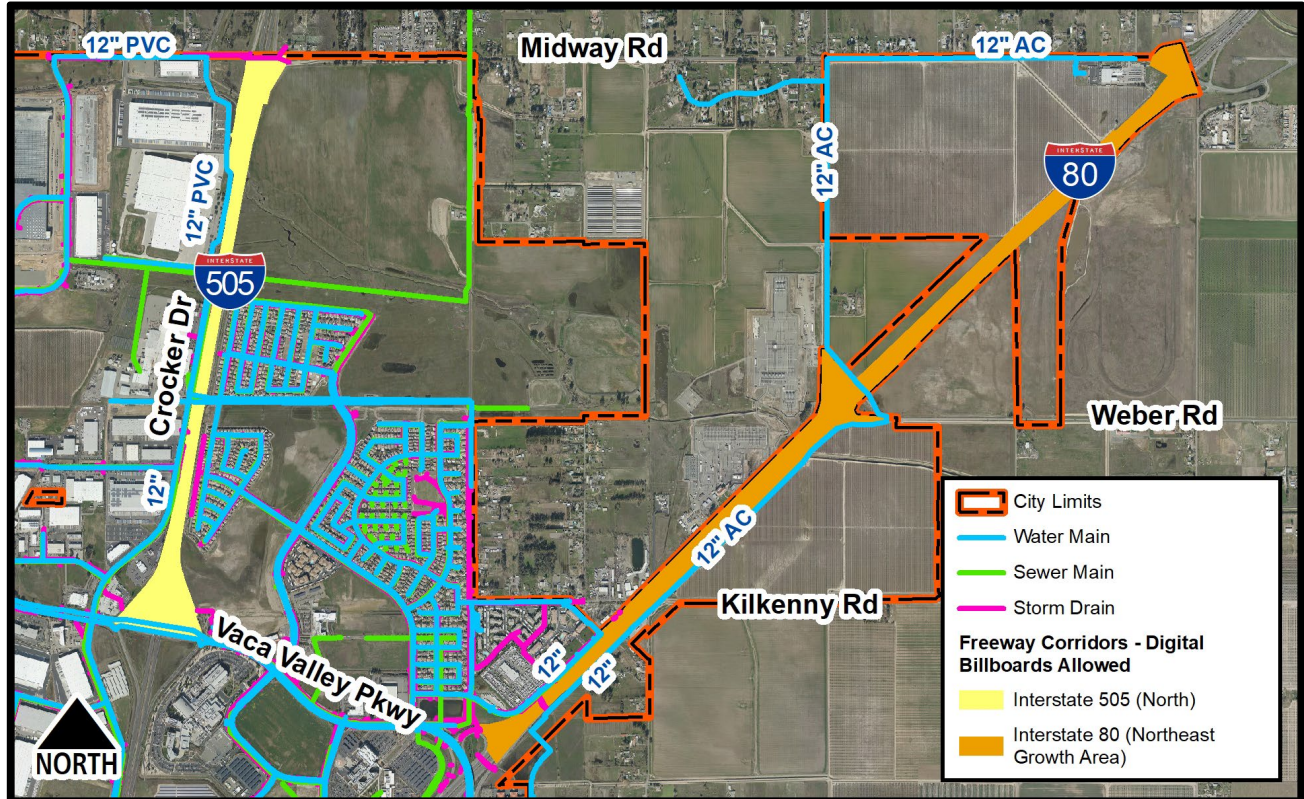 12" PVC
Midway Rd
12" AC
12" PVC
12" AC
INTERSTATE
80
INTERSTATE
505
Crocker Dr
12"
Weber Rd
12" AC
Kilkenny Rd
Vaca Valley Pkwy
12"
12"
NORTH
City Limits
Water Main
Sewer Main
Storm Drain
Freeway Corridors - Digital
Billboards Allowed
Interstate 505 (North)
Interstate 80 (Northeast
Growth Area)